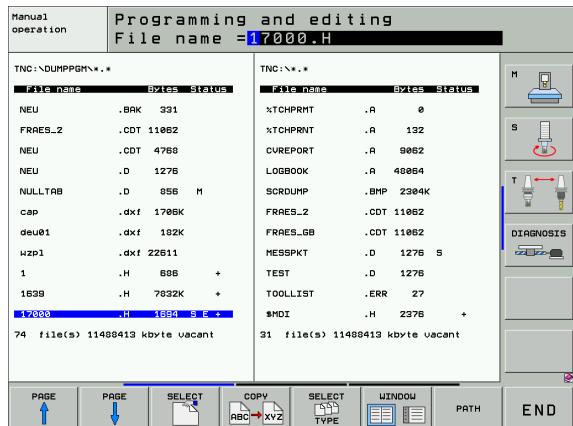 Manual
operation
Programming and editing
File name =17000.H
TNC:\DUMPPGM\*.*
File name Bytes Status
NEU .BAK 331
FRAES_2 .CDT 11062
NEU .CDT 4768
NEU .D 1276
NULLTAB .D 856 M
cap .dxf 1706K
deu01 .dxf 182K
wzpl .dxf 22611
1 .H 686 +
1639 .H 7832K +
17000 .H 1694 S E +
74 file(s) 11488413 kbyte vacant
TNC:\*.*
File name Bytes Status
%TCHPRMT .A 0
%TCHPRNT .A 132
CVREPORT .A 9062
LOGBOOK .A 48064
SCRDUMP .BMP 2304K
FRAES_2 .CDT 11062
FRAES_GB .CDT 11062
MESSPKT .D 1276 S
TEST .D 1276
TOOLLIST .ERR 27
$MDI .H 2376 +
31 file(s) 11488413 kbyte vacant
M
S
T
DIAGNOSIS
PAGE
PAGE
SELECT
COPY
ABC XYZ
SELECT
TYPE
WINDOW
PATH
END